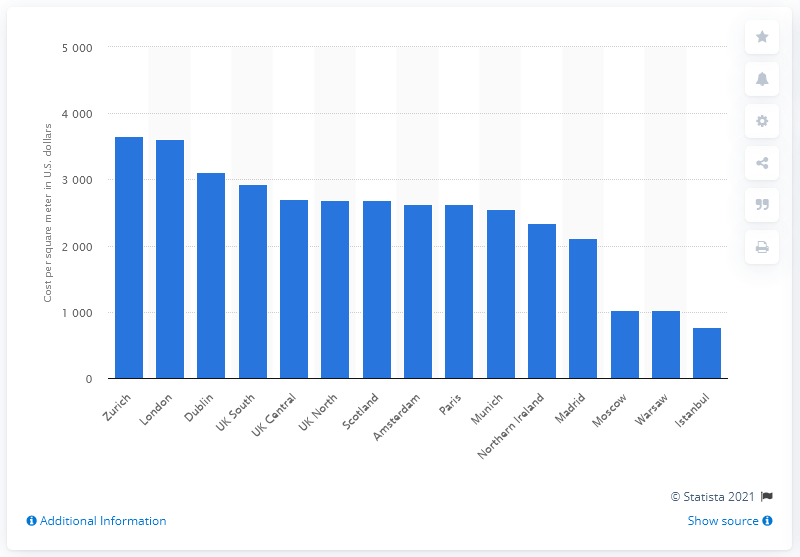 5 000
4 000
3 000
2 000
1 000
0
Cost per square meter in U.S. dollars
Zurich
London
Dublin
UK South
UK Central
UK North
Scotland
Amsterdam
Paris
Munich
Northern Ireland
Madrid
Moscow
Warsaw
Istanbul
© Statista 2021
Additional Information
Show source